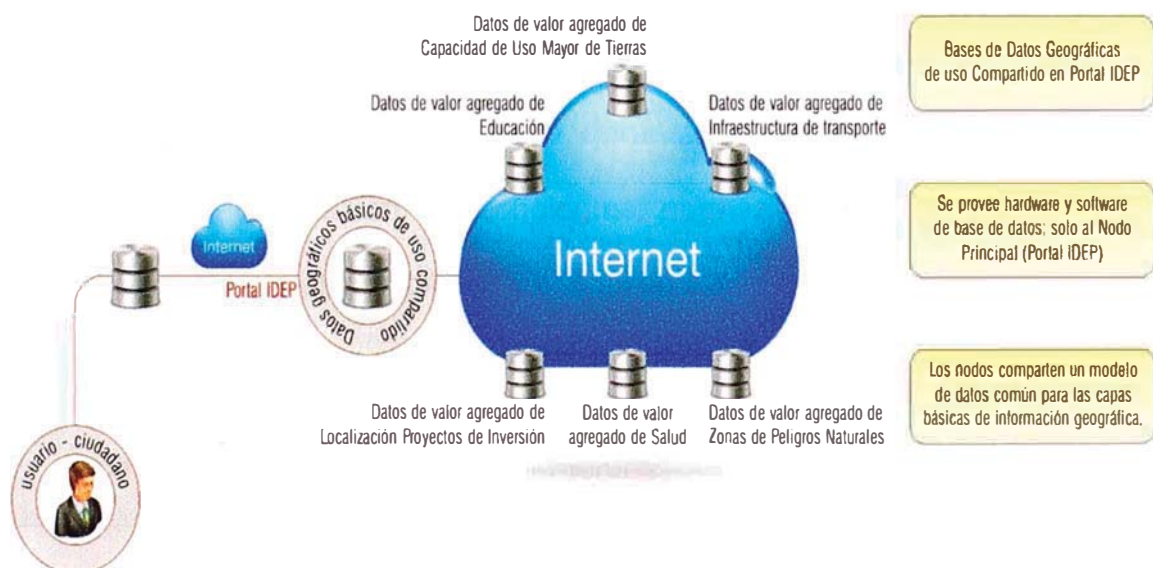 Datos de valor agregado de
Capacidad de Uso Mayor de Tierras
Datos de valor agregado de
Educación
Datos de valor agregado de
Infraestructura de transporte
Internet
Internet
Portal IDEP
Datos geográficos básicos de uso compartido
usuario - ciudadano
Datos de valor agregado de
Localización Proyectos de Inversión
Datos de valor
agregado de Salud
Datos de valor agregado de
Zonas de Peligros Naturales
Bases de Datos Geográficas
de uso Compartido en Portal IDEP
Se provee hardware y software
de base de datos; solo al Nodo
Principal (Portal IDEP)
Los nodos comparten un modelo
de datos común para las capas
básicas de información geográfica.